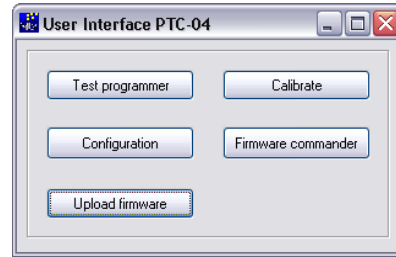 User Interface PTC-04
Test programmer
Calibrate
Configuration
Firmware commander
Upload firmware